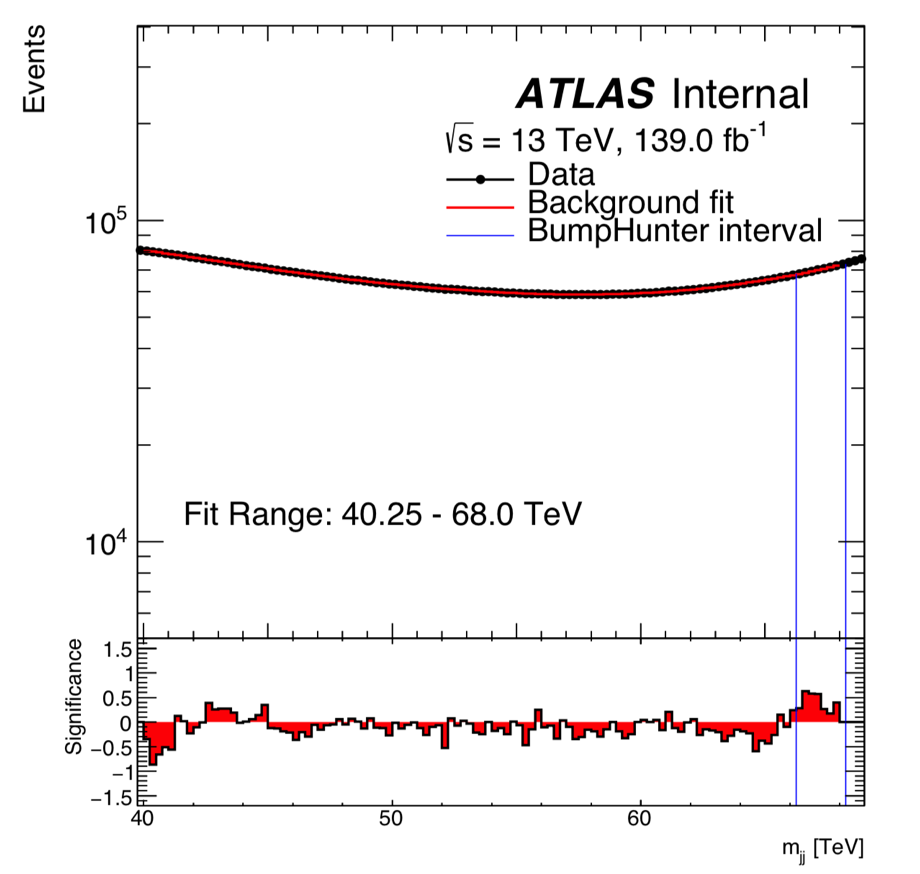 Events
ATLAS Internal
√s = 13 TeV, 139.0 fb⁻¹
Data
Background fit
BumpHunter interval
10⁵
Fit Range: 40.25 - 68.0 TeV
10⁴
Significance
1.5
1
0.5
0
−0.5
−1
−1.5
40 50 60
m_jj [TeV]